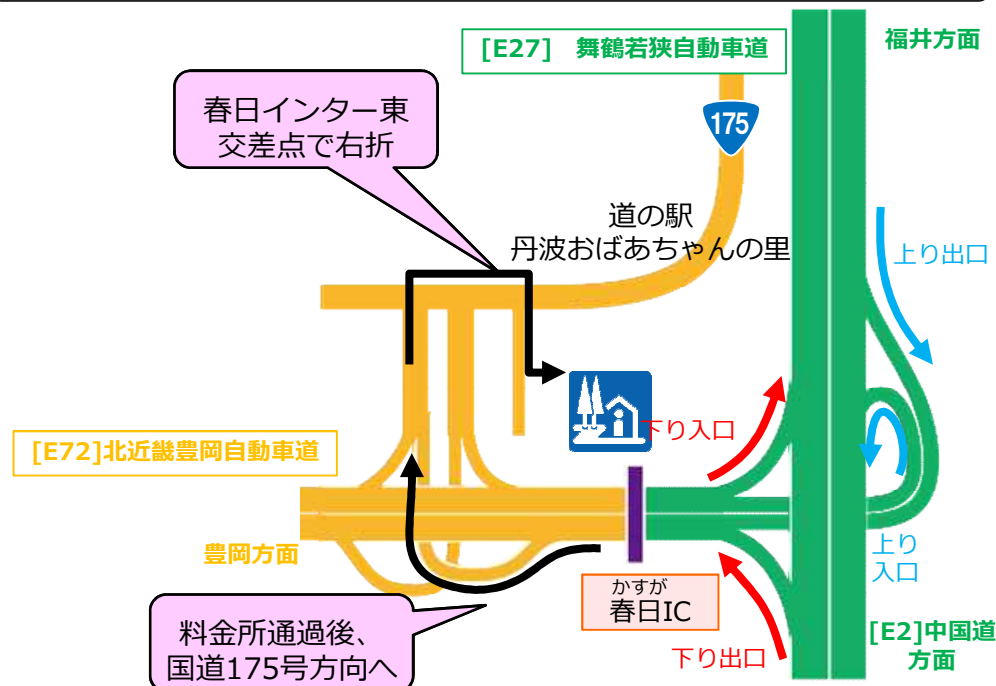 [E27] 舞鶴若狭自動車道
福井方面
春日インター東
交差点で右折
175
道の駅
丹波おばあちゃんの里
上り出口
下り入口
[E72]北近畿豊岡自動車道
豊岡方面
上り
入口
かすが
春日IC
料金所通過後、
国道175号方向へ
下り出口
[E2]中国道
方面